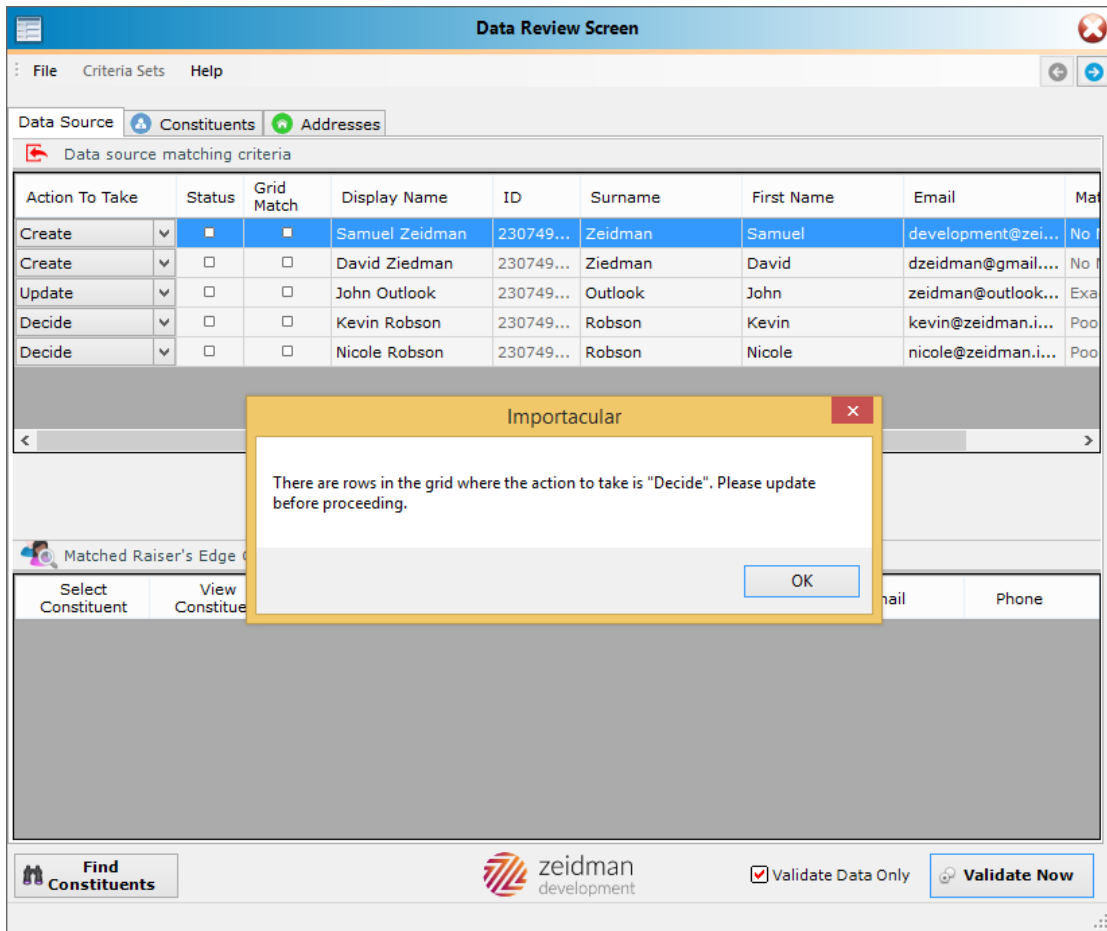 Data Review Screen
File Criteria Sets Help
Data Source Constituents Addresses
Data source matching criteria
Action To Take Status Grid Match Display Name ID Surname First Name Email
Create Samuel Zeidman 230749... Zeidman Samuel development@zei... No
Create David Ziedman 230749... Ziedman David dzeidman@gmail.... No
Update John Outlook 230749... Outlook John zeidman@outlook... Exa
Decide Kevin Robson 230749... Robson Kevin kevin@zeidman.i... Poo
Decide Nicole Robson 230749... Robson Nicole nicole@zeidman.i... Poo
Importacular
There are rows in the grid where the action to take is "Decide". Please update
before proceeding.
OK
Matched Raiser's Edge
Select Constituent View Constitue ail Phone
Find Constituents
zeidman
development
Validate Data Only Validate Now